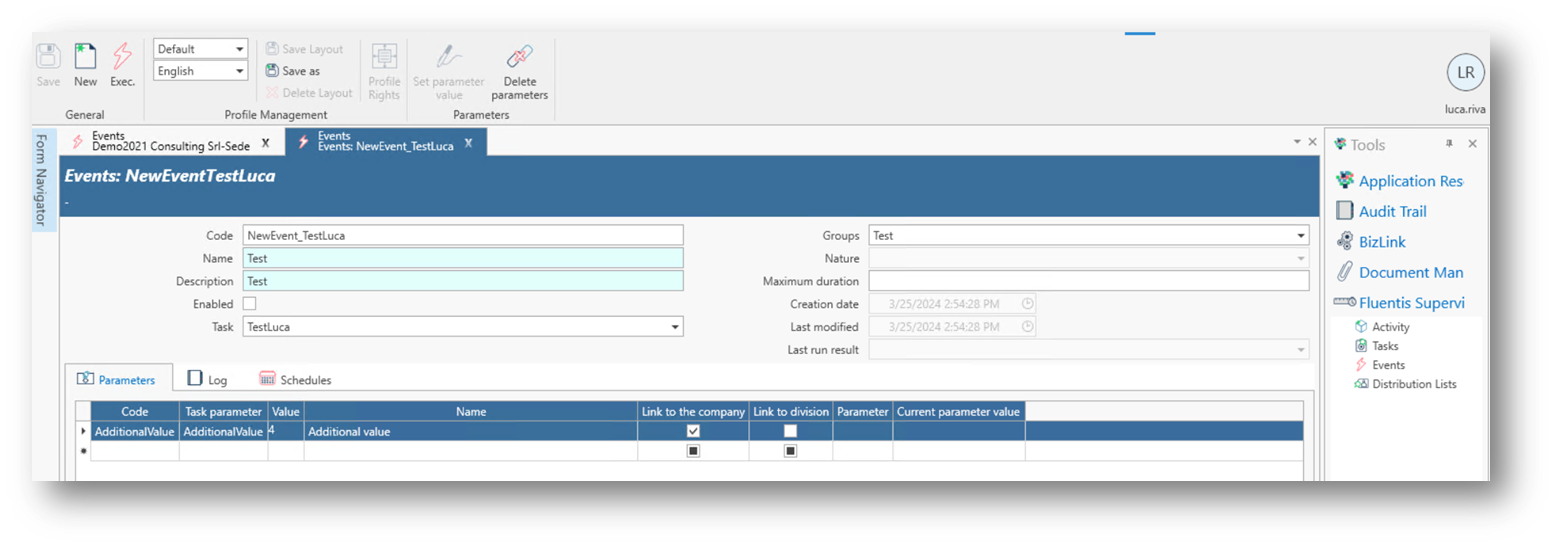 Save
New
Exec.
General
Default
English
Save Layout
Save as
Delete Layout
Profile Management
Profile
Rights
Set parameter
value
Delete
parameters
Parameters
LR
luca.riva
Form Navigator
Events
Demo2021 Consulting Srl-Sede X
Events
Events: NewEvent_TestLuca X
Events: NewEventTestLuca
-
Code NewEvent_TestLuca
Name Test
Description Test
Enabled
Task TestLuca
Groups Test
Nature
Maximum duration
Creation date 3/25/2024 2:54:28 PM
Last modified 3/25/2024 2:54:28 PM
Last run result
Parameters Log Schedules
Code Task parameter Value Name Link to the company Link to division Parameter Current parameter value
AdditionalValue AdditionalValue 4 Additional value
Tools
Application Res
Audit Trail
BizLink
Document Man
Fluentis Supervi
Activity
Tasks
Events
Distribution Lists